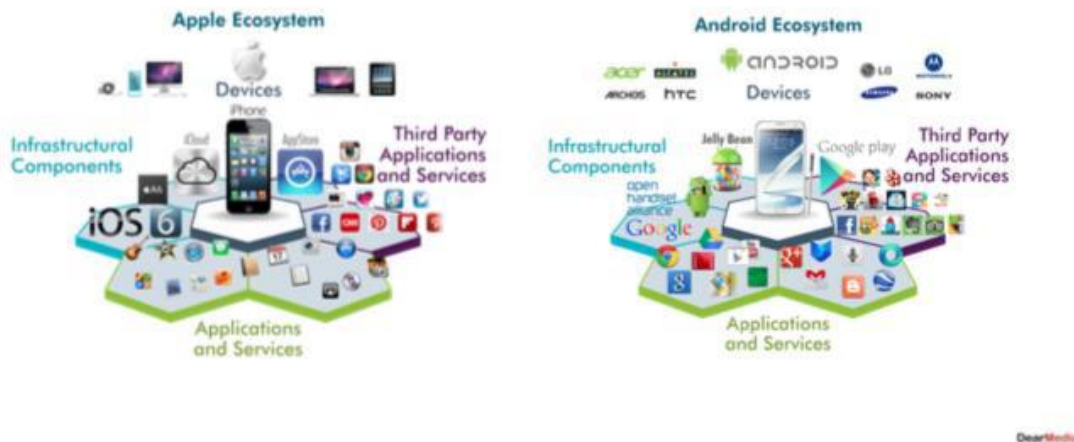 Apple Ecosystem
Devices
iPhone
iCloud
AppStore
Infrastructural
Components
Third Party
Applications
and Services
iOS 6
Applications
and Services
Android Ecosystem
acer
ALCATEL
ANDROID
LG
MOTOROLA
ARCHOS
hTC
Devices
SAMSUNG
SONY
Jelly Bean
Google play
Infrastructural
Components
Third Party
Applications
and Services
open
handset
alliance
Google
Applications
and Services
DearMedia